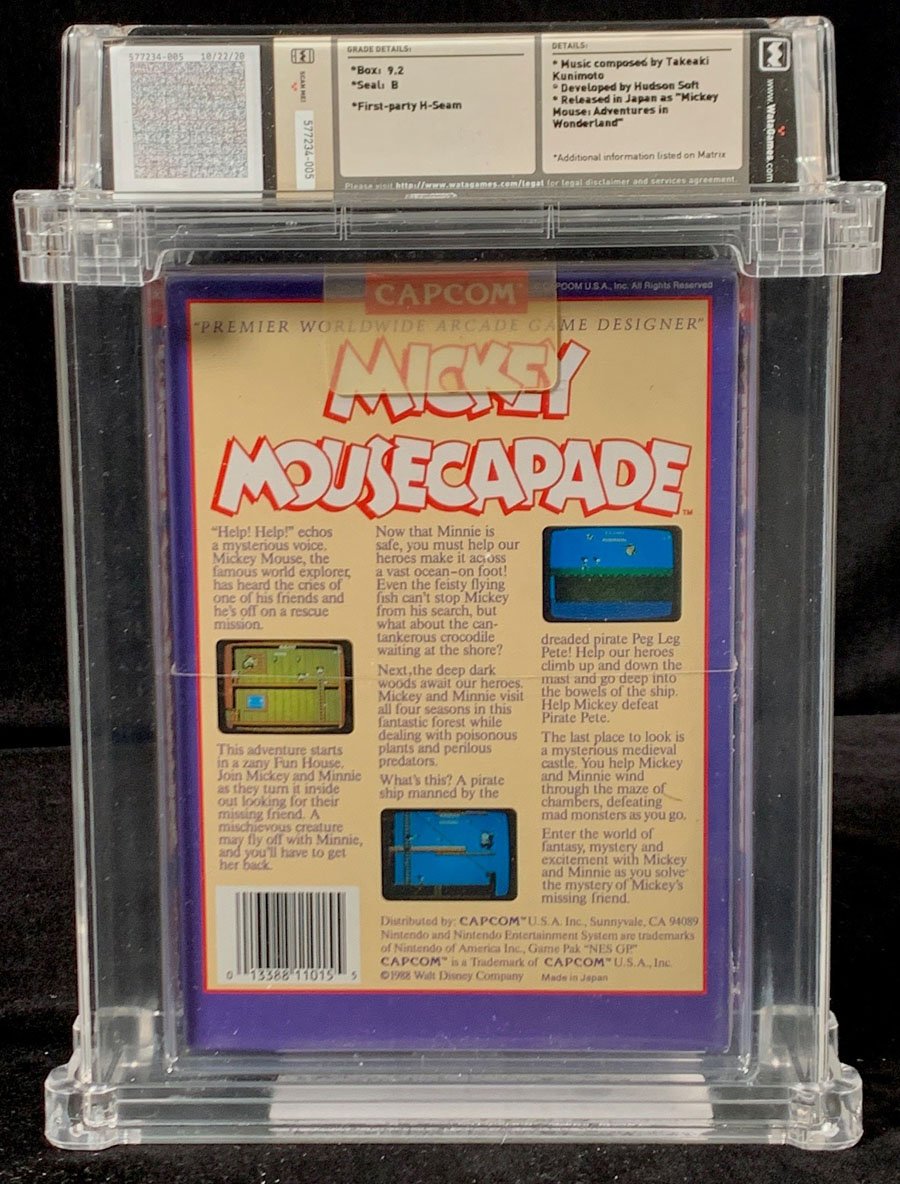 577234-005 10/22/20
SCAN ME!
577234-005
GRADE DETAILS:
*Box: 9.2
*Seal: B
*First-party H-Seam
DETAILS:
* Music composed by Takeaki
Kunimoto
* Developed by Hudson Soft
* Released in Japan as "Mickey
Mouse: Adventures in
Wonderland"
*Additional information listed on Matrix
www.WataGames.com
Please visit http://www.watagames.com/legal for legal disclaimer and services agreement.
CAPCOM
CAPCOM U.S.A., Inc. All Rights Reserved
"PREMIER WORLDWIDE ARCADE GAME DESIGNER"
MICKEY
MOUSECAPADE™
"Help! Help!" echos
a mysterious voice.
Mickey Mouse, the
famous world explorer,
has heard the cries of
one of his friends and
he's off on a rescue
mission.
This adventure starts
in a zany Fun House.
Join Mickey and Minnie
as they turn it inside
out looking for their
missing friend. A
mischievous creature
may fly off with Minnie,
and you'll have to get
her back.
Now that Minnie is
safe, you must help our
heroes make it across
a vast ocean-on foot!
Even the feisty flying
fish can't stop Mickey
from his search, but
what about the can-
tankerous crocodile
waiting at the shore?
Next, the deep dark
woods await our heroes.
Mickey and Minnie visit
all four seasons in this
fantastic forest while
dealing with poisonous
plants and perilous
predators.
What's this? A pirate
ship manned by the
dreaded pirate Peg Leg
Pete! Help our heroes
climb up and down the
mast and go deep into
the bowels of the ship.
Help Mickey defeat
Pirate Pete.
The last place to look is
a mysterious medieval
castle. You help Mickey
and Minnie wind
through the maze of
chambers, defeating
mad monsters as you go.
Enter the world of
fantasy, mystery and
excitement with Mickey
and Minnie as you solve
the mystery of Mickey's
missing friend.
0 13388 11015 5
Distributed by: CAPCOM™ U.S.A. Inc., Sunnyvale, CA 94089
Nintendo and Nintendo Entertainment System are trademarks
of Nintendo of America Inc., Game Pak "NES GP"
CAPCOM™ is a Trademark of CAPCOM™ U.S.A., Inc.
©1988 Walt Disney Company Made in Japan